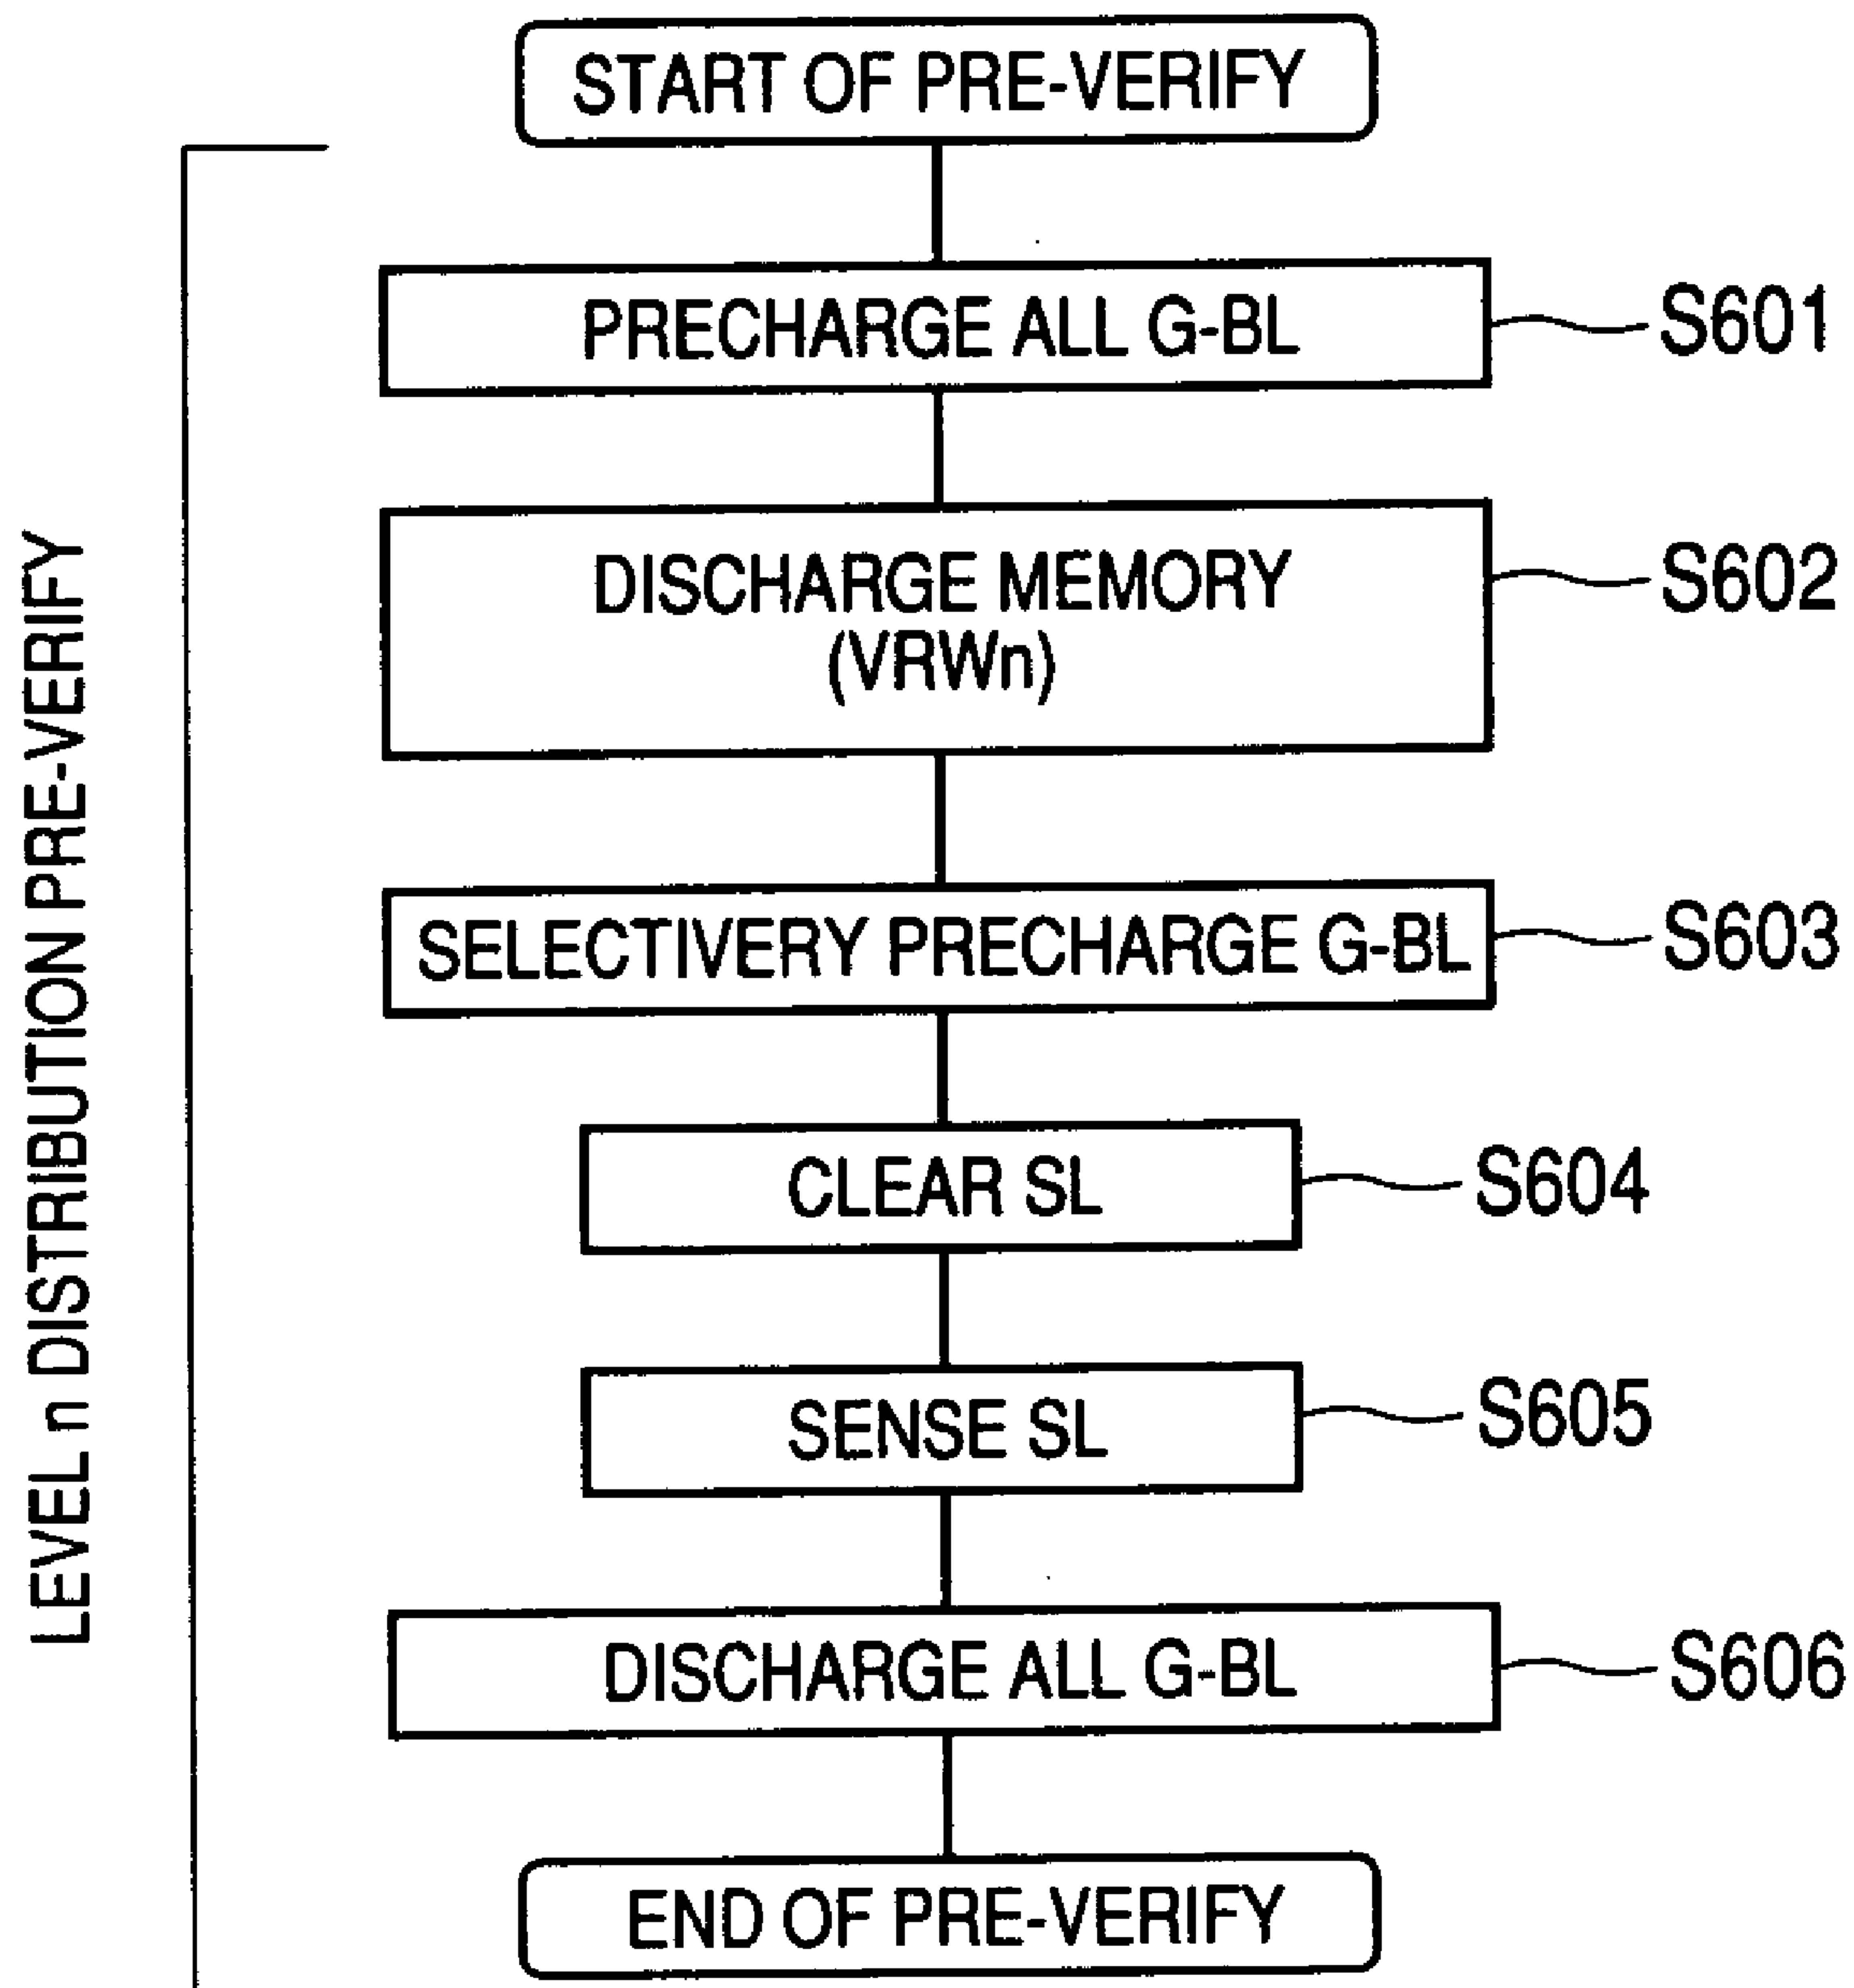 START OF PRE-VERIFY
LEVEL n DISTRIBUTION PRE-VERIFY
PRECHARGE ALL G-BL
S601
DISCHARGE MEMORY
(VRWn)
S602
SELECTIVERY PRECHARGE G-BL
S603
CLEAR SL
S604
SENSE SL
S605
DISCHARGE ALL G-BL
S606
END OF PRE-VERIFY